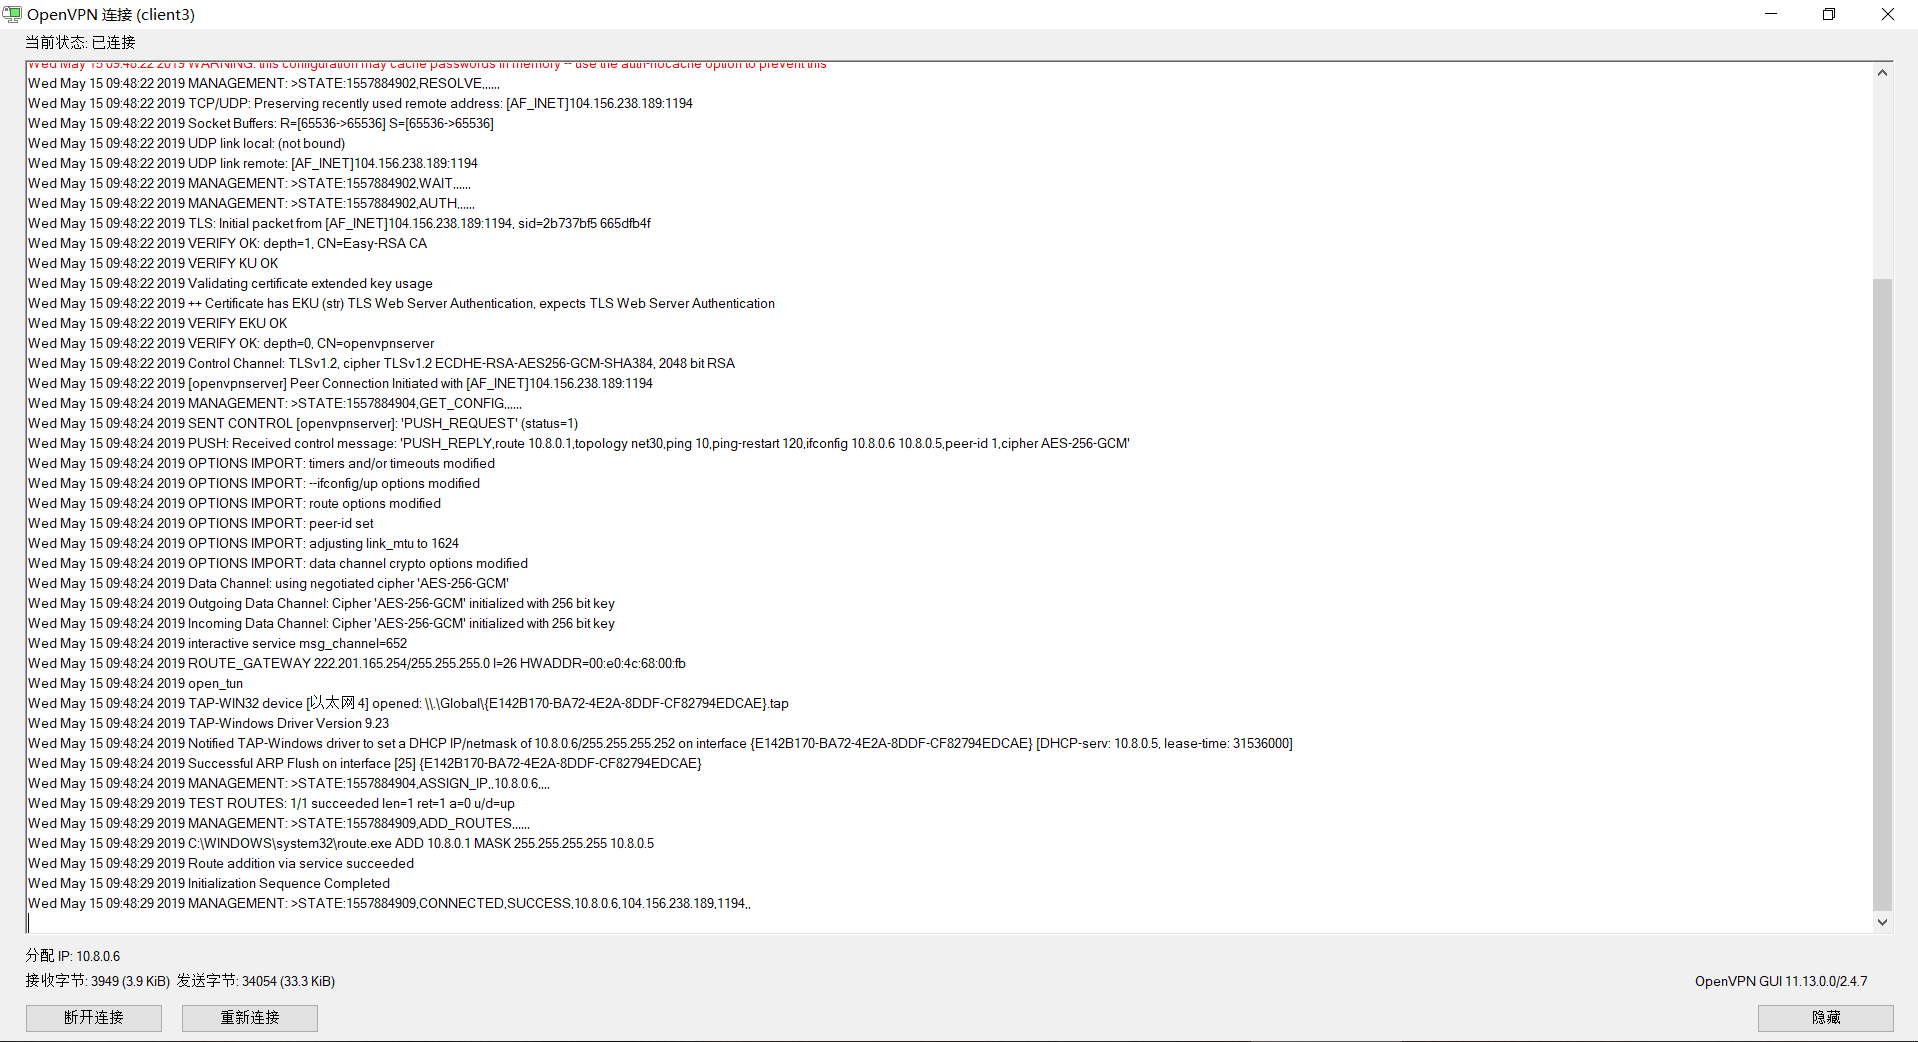 OpenVPN 连接 (client3)
当前状态: 已连接
Wed May 15 09:48:22 2019 WARNING: this configuration may cache passwords in memory -- use the auth-nocache option to prevent this
Wed May 15 09:48:22 2019 MANAGEMENT: >STATE:1557884902,RESOLVE,,,,,,
Wed May 15 09:48:22 2019 TCP/UDP: Preserving recently used remote address: [AF_INET]104.156.238.189:1194
Wed May 15 09:48:22 2019 Socket Buffers: R=[65536->65536] S=[65536->65536]
Wed May 15 09:48:22 2019 UDP link local: (not bound)
Wed May 15 09:48:22 2019 UDP link remote: [AF_INET]104.156.238.189:1194
Wed May 15 09:48:22 2019 MANAGEMENT: >STATE:1557884902,WAIT,,,,,,
Wed May 15 09:48:22 2019 MANAGEMENT: >STATE:1557884902,AUTH,,,,,,
Wed May 15 09:48:22 2019 TLS: Initial packet from [AF_INET]104.156.238.189:1194, sid=2b737bf5 665dfb4f
Wed May 15 09:48:22 2019 VERIFY OK: depth=1, CN=Easy-RSA CA
Wed May 15 09:48:22 2019 VERIFY KU OK
Wed May 15 09:48:22 2019 Validating certificate extended key usage
Wed May 15 09:48:22 2019 ++ Certificate has EKU (str) TLS Web Server Authentication, expects TLS Web Server Authentication
Wed May 15 09:48:22 2019 VERIFY EKU OK
Wed May 15 09:48:22 2019 VERIFY OK: depth=0, CN=openvpnserver
Wed May 15 09:48:22 2019 Control Channel: TLSv1.2, cipher TLSv1.2 ECDHE-RSA-AES256-GCM-SHA384, 2048 bit RSA
Wed May 15 09:48:22 2019 [openvpnserver] Peer Connection Initiated with [AF_INET]104.156.238.189:1194
Wed May 15 09:48:24 2019 MANAGEMENT: >STATE:1557884904,GET_CONFIG,,,,,,
Wed May 15 09:48:24 2019 SENT CONTROL [openvpnserver]: 'PUSH_REQUEST' (status=1)
Wed May 15 09:48:24 2019 PUSH: Received control message: 'PUSH_REPLY,route 10.8.0.1,topology net30,ping 10,ping-restart 120,ifconfig 10.8.0.6 10.8.0.5,peer-id 1,cipher AES-256-GCM'
Wed May 15 09:48:24 2019 OPTIONS IMPORT: timers and/or timeouts modified
Wed May 15 09:48:24 2019 OPTIONS IMPORT: --ifconfig/up options modified
Wed May 15 09:48:24 2019 OPTIONS IMPORT: route options modified
Wed May 15 09:48:24 2019 OPTIONS IMPORT: peer-id set
Wed May 15 09:48:24 2019 OPTIONS IMPORT: adjusting link_mtu to 1624
Wed May 15 09:48:24 2019 OPTIONS IMPORT: data channel crypto options modified
Wed May 15 09:48:24 2019 Data Channel: using negotiated cipher 'AES-256-GCM'
Wed May 15 09:48:24 2019 Outgoing Data Channel: Cipher 'AES-256-GCM' initialized with 256 bit key
Wed May 15 09:48:24 2019 Incoming Data Channel: Cipher 'AES-256-GCM' initialized with 256 bit key
Wed May 15 09:48:24 2019 interactive service msg_channel=652
Wed May 15 09:48:24 2019 ROUTE_GATEWAY 222.201.165.254/255.255.255.0 I=26 HWADDR=00:e0:4c:68:00:fb
Wed May 15 09:48:24 2019 open_tun
Wed May 15 09:48:24 2019 TAP-WIN32 device [以太网 4] opened: \\.\Global\{E142B170-BA72-4E2A-8DDF-CF82794EDCAE}.tap
Wed May 15 09:48:24 2019 TAP-Windows Driver Version 9.23
Wed May 15 09:48:24 2019 Notified TAP-Windows driver to set a DHCP IP/netmask of 10.8.0.6/255.255.255.252 on interface {E142B170-BA72-4E2A-8DDF-CF82794EDCAE} [DHCP-serv: 10.8.0.5, lease-time: 31536000]
Wed May 15 09:48:24 2019 Successful ARP Flush on interface [25] {E142B170-BA72-4E2A-8DDF-CF82794EDCAE}
Wed May 15 09:48:24 2019 MANAGEMENT: >STATE:1557884904,ASSIGN_IP,,10.8.0.6,,,,
Wed May 15 09:48:29 2019 TEST ROUTES: 1/1 succeeded len=1 ret=1 a=0 u/d=up
Wed May 15 09:48:29 2019 MANAGEMENT: >STATE:1557884909,ADD_ROUTES,,,,,,
Wed May 15 09:48:29 2019 C:\WINDOWS\system32\route.exe ADD 10.8.0.1 MASK 255.255.255.255 10.8.0.5
Wed May 15 09:48:29 2019 Route addition via service succeeded
Wed May 15 09:48:29 2019 Initialization Sequence Completed
Wed May 15 09:48:29 2019 MANAGEMENT: >STATE:1557884909,CONNECTED,SUCCESS,10.8.0.6,104.156.238.189,1194,,
分配 IP: 10.8.0.6
接收字节: 3949 (3.9 KiB) 发送字节: 34054 (33.3 KiB)
OpenVPN GUI 11.13.0.0/2.4.7
断开连接
重新连接
隐藏